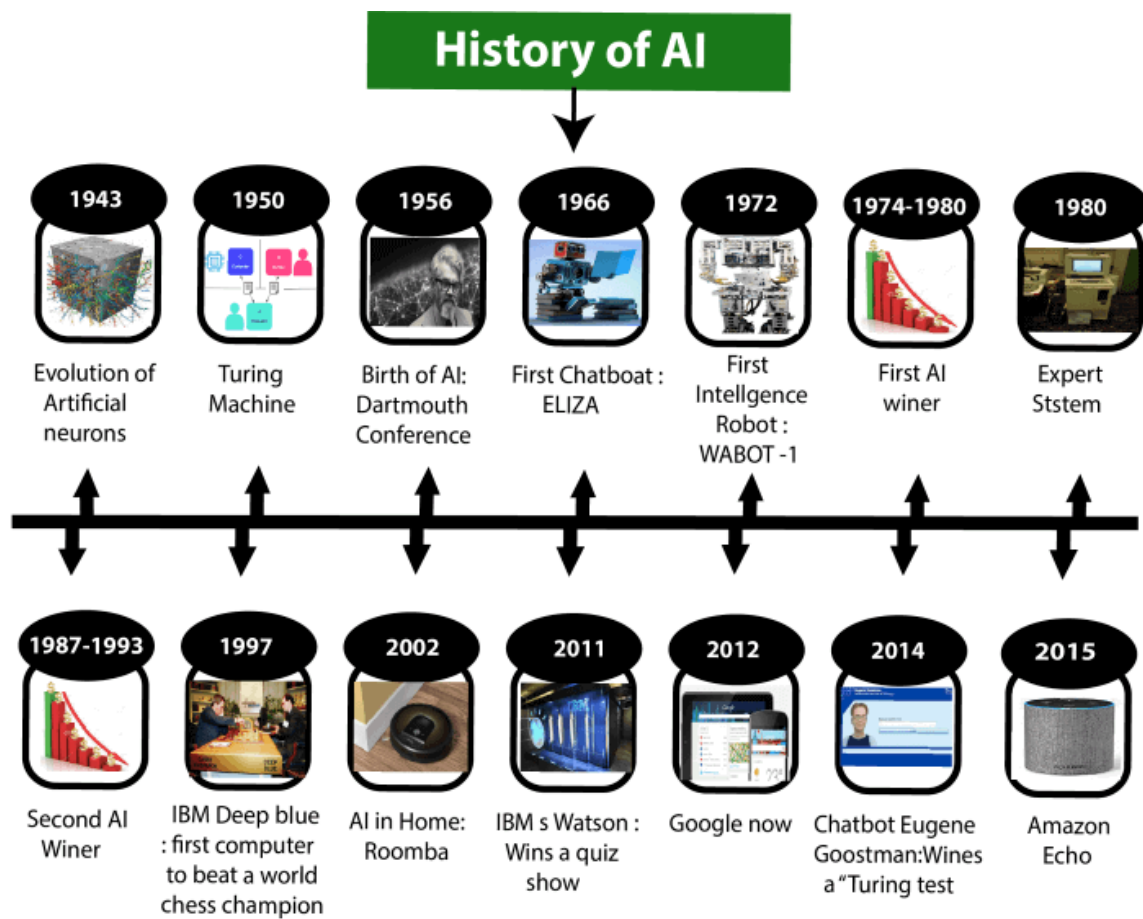 History of AI
1943
1950
1956
1966
1972
1974-1980
1980
Evolution of
Artificial
neurons
Turing
Machine
Birth of AI:
Dartmouth
Conference
First Chatboat :
ELIZA
First
Intellgence
Robot :
WABOT -1
First AI
winer
Expert
Ststem
1987-1993
1997
2002
2011
2012
2014
2015
IBM
Second AI
Winer
IBM Deep blue
: first computer
to beat a world
chess champion
AI in Home:
Roomba
IBM s Watson :
Wins a quiz
show
Google now
Chatbot Eugene
Goostman:Wines
a “Turing test
Amazon
Echo